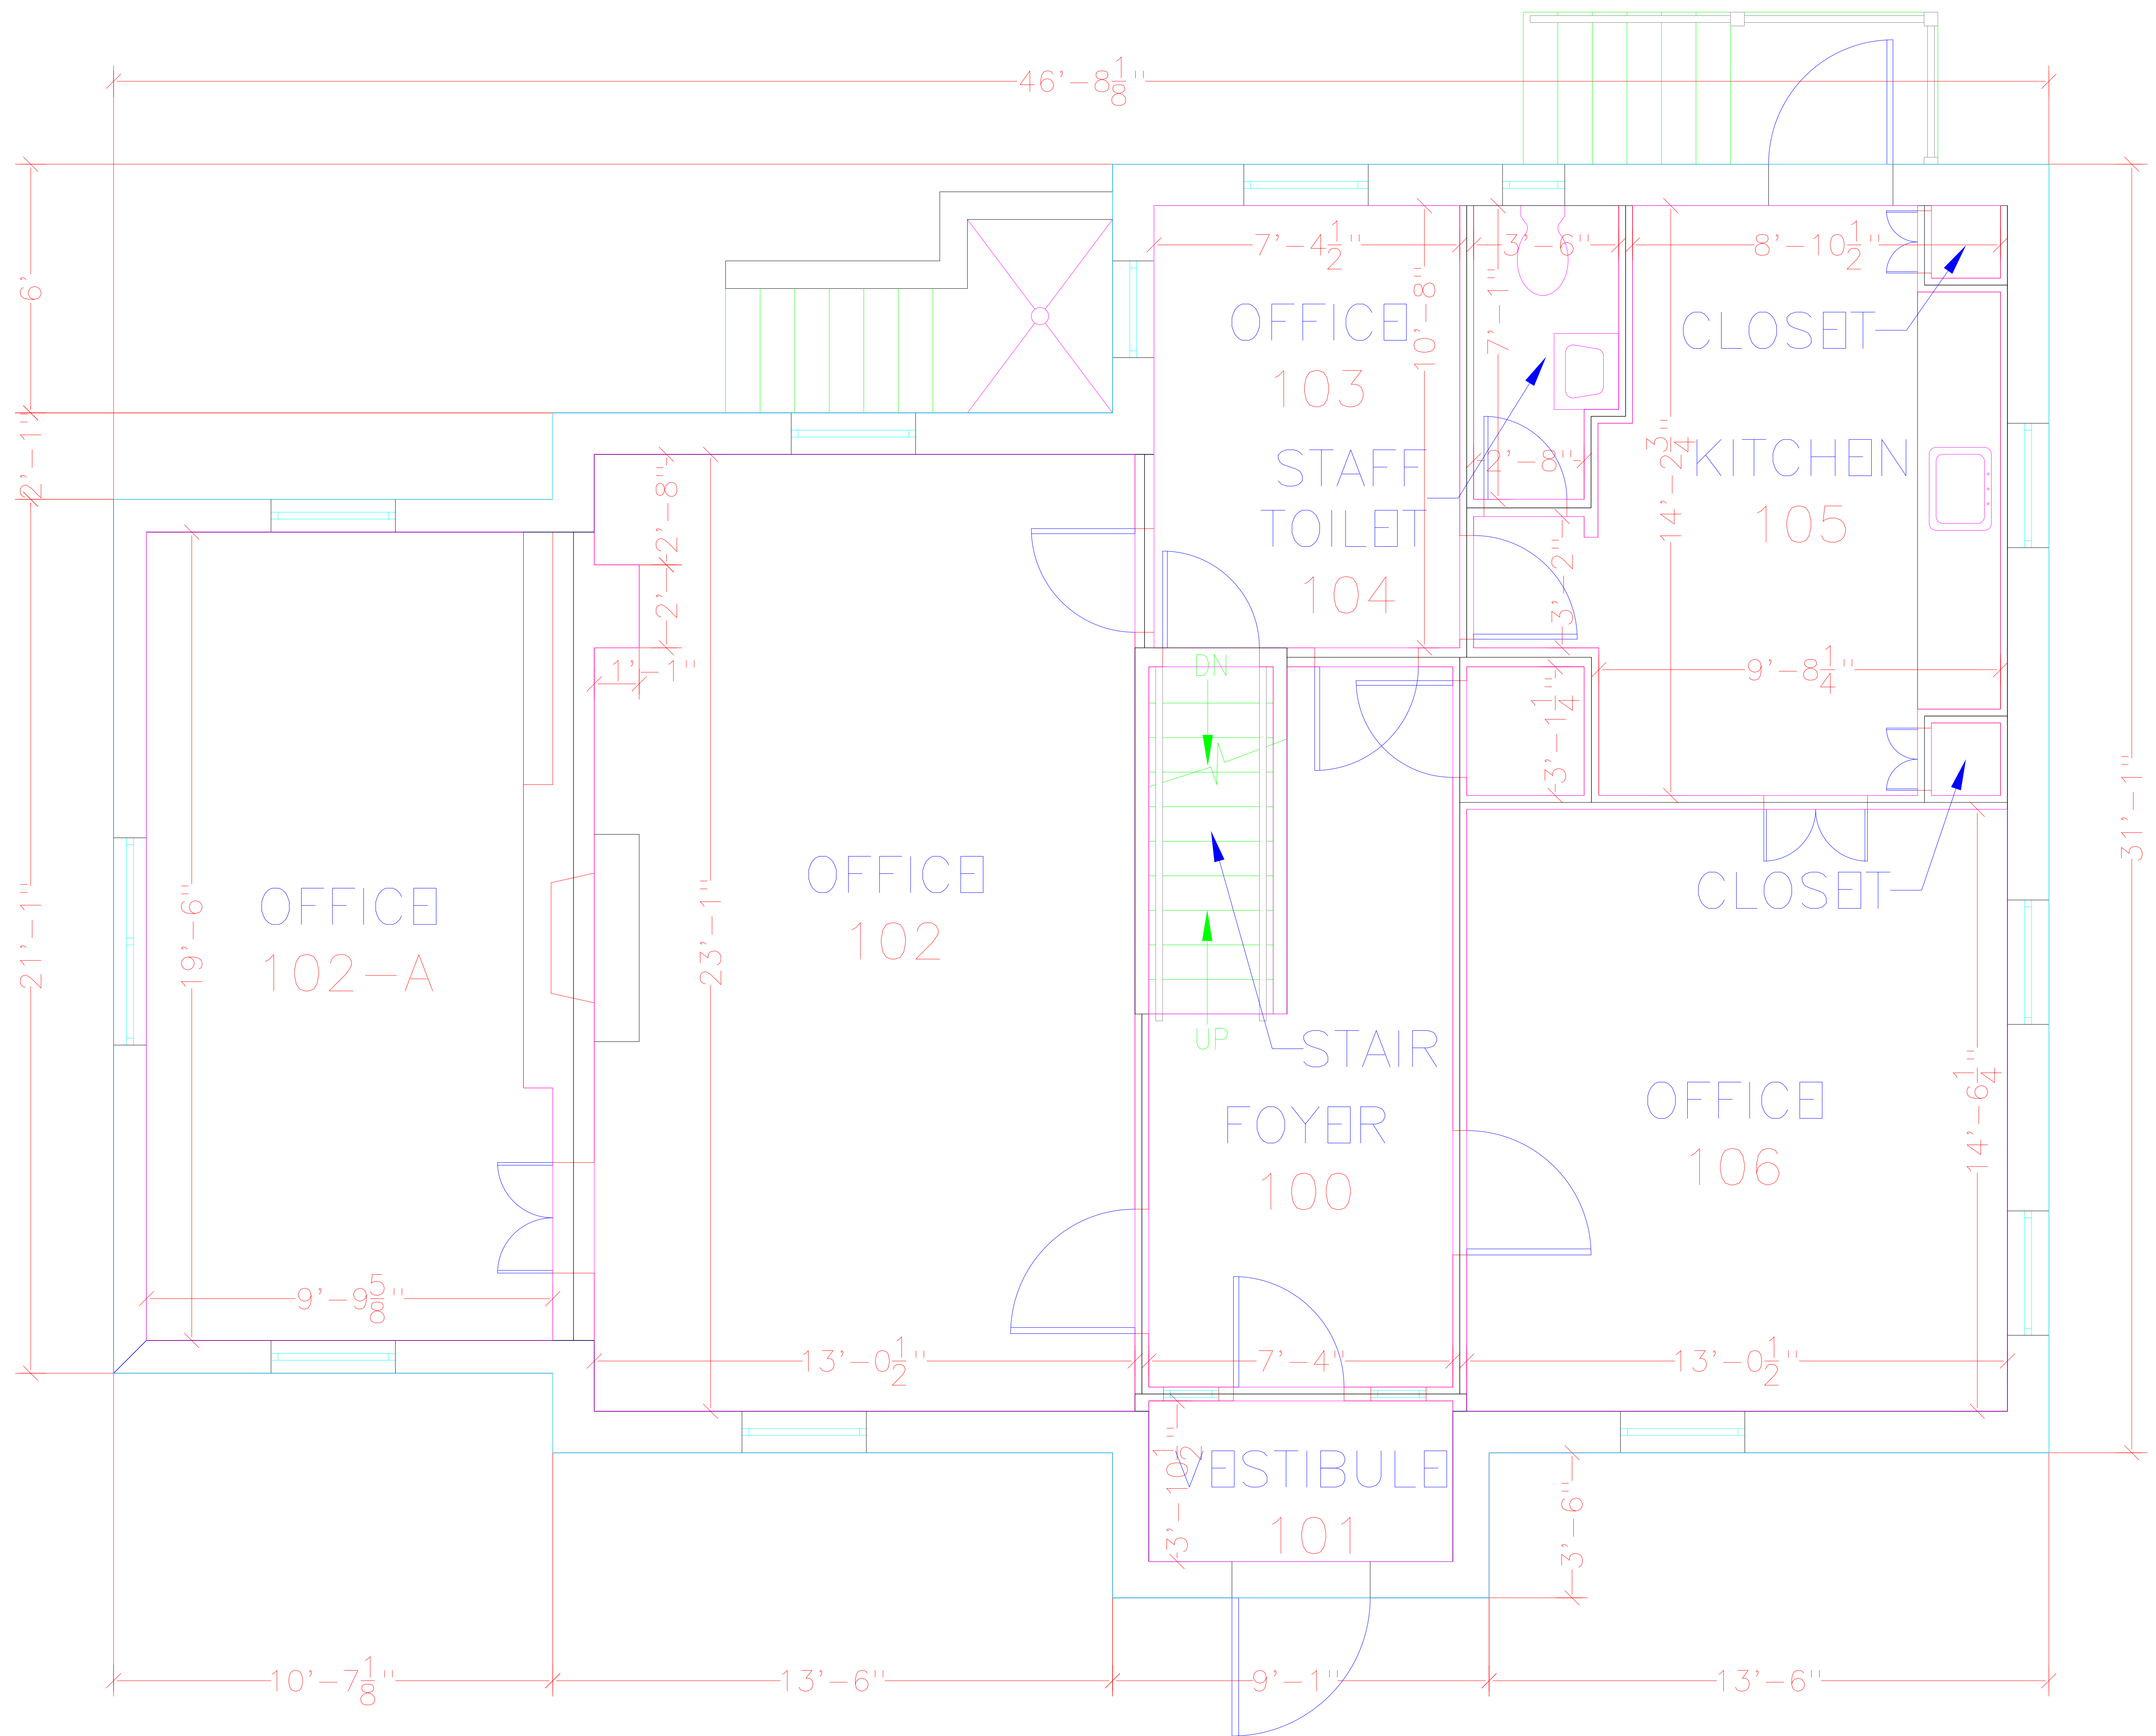 46'-8 1/8"
6'
7'-4 1/2"
3'-6"
8'-10 1/2"
10'-8"
7'-1"
OFFICE
103
CLOSET
2'-1"
STAFF
TOILET
104
2'-8"
14'-2 3/4"
KITCHEN
105
2'-8"
2'-1"
1'-1"
3'-2"
DN
9'-8 1/4"
3'-1 1/4"
31'-1"
21'-1"
19'-6"
OFFICE
102-A
23'-1"
OFFICE
102
CLOSET
UP
STAIR
FOYER
100
OFFICE
106
14'-6 1/4"
9'-9 5/8"
13'-0 1/2"
7'-4"
13'-0 1/2"
3'-10 1/2"
VESTIBULE
101
3'-6"
10'-7 1/8"
13'-6"
9'-1"
13'-6"